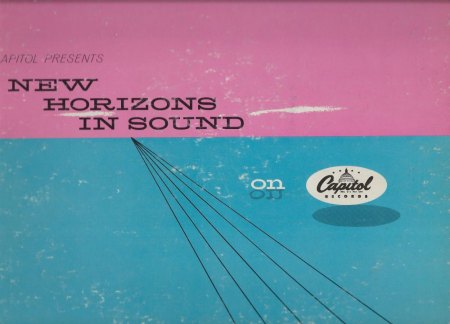 APITOL PRESENTS
NEW
HORIZONS
IN SOUND
on
Capitol
RECORDS